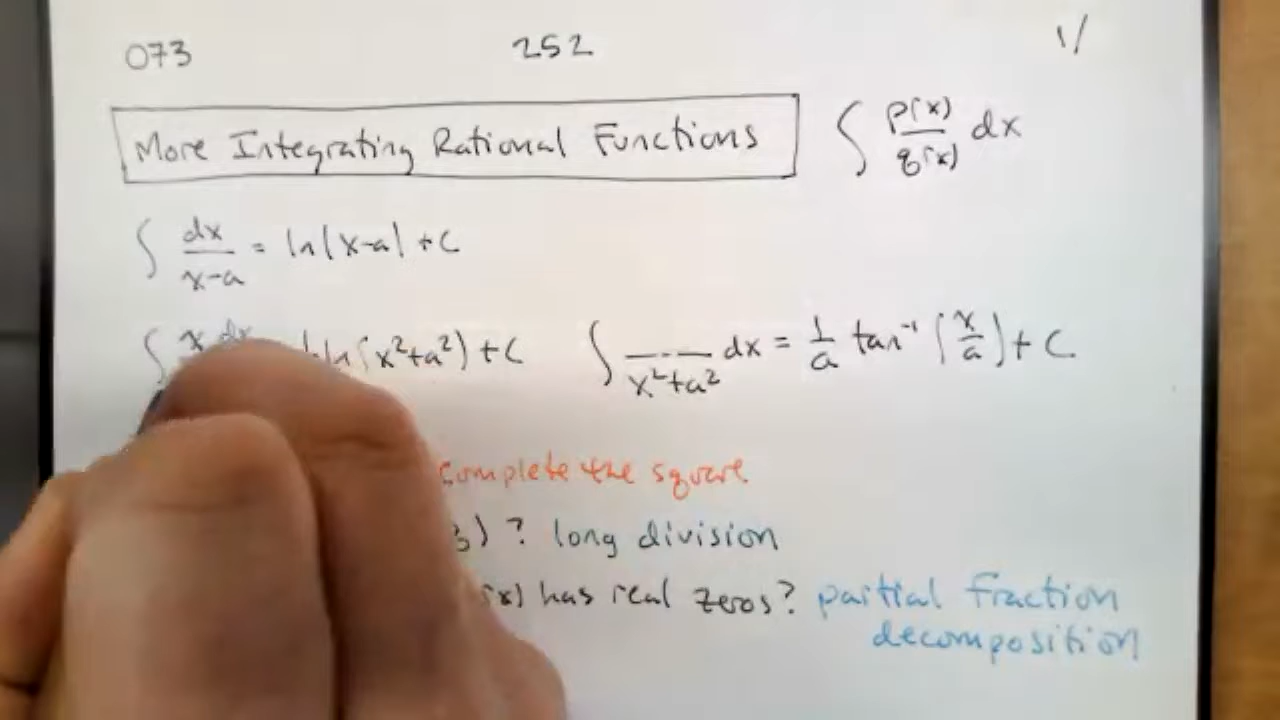 073 252 1/
More Integrating Rational Functions ∫ p(x)/q(x) dx
∫ dx/(x-a) = ln|x-a| + C
∫ x dx ln(x²+a²) + C ∫ —/(x²+a²) dx = 1/a tan⁻¹(x/a) + C
complete the square
) ? long division
(x) has real zeros? partial fraction
decomposition